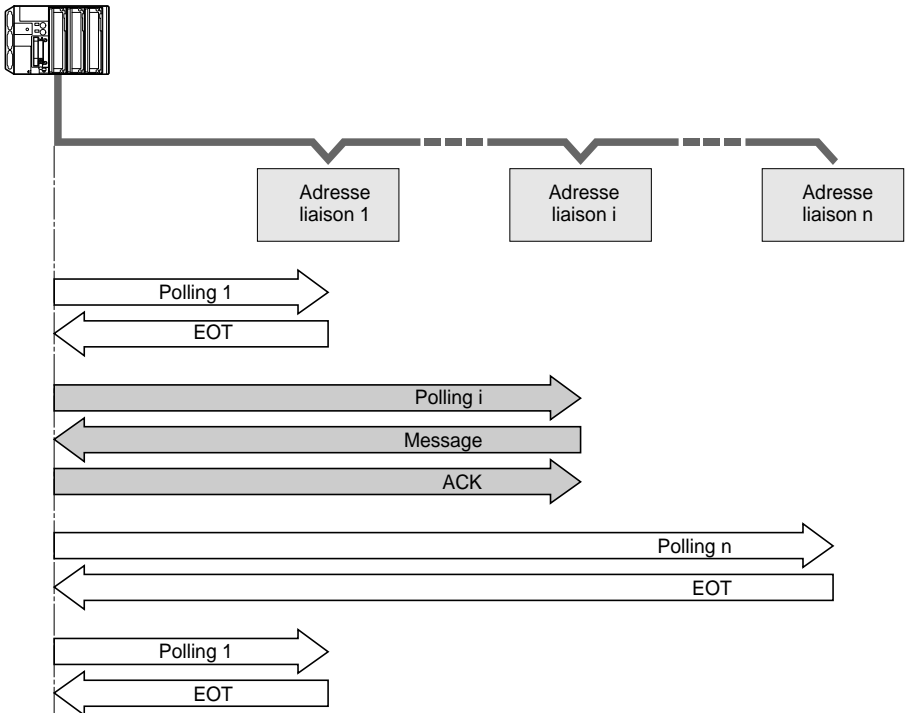 Adresse
liaison 1
Adresse
liaison i
Adresse
liaison n
Polling 1
EOT
Polling i
Message
ACK
Polling n
EOT
Polling 1
EOT